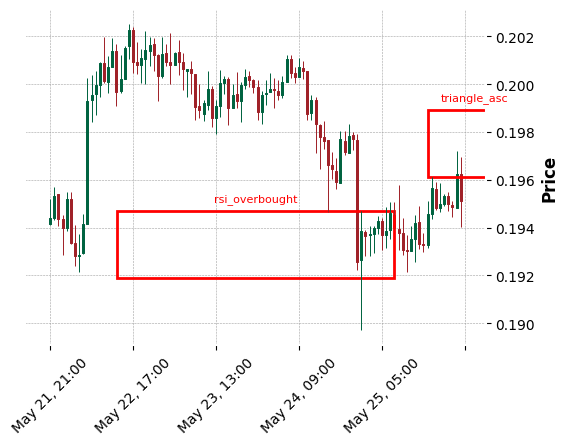 0.202
0.200
triangle_asc
0.198
0.196
Price
rsi_overbought
0.194
0.192
0.190
May 21, 21:00
May 22, 17:00
May 23, 13:00
May 24, 09:00
May 25, 05:00